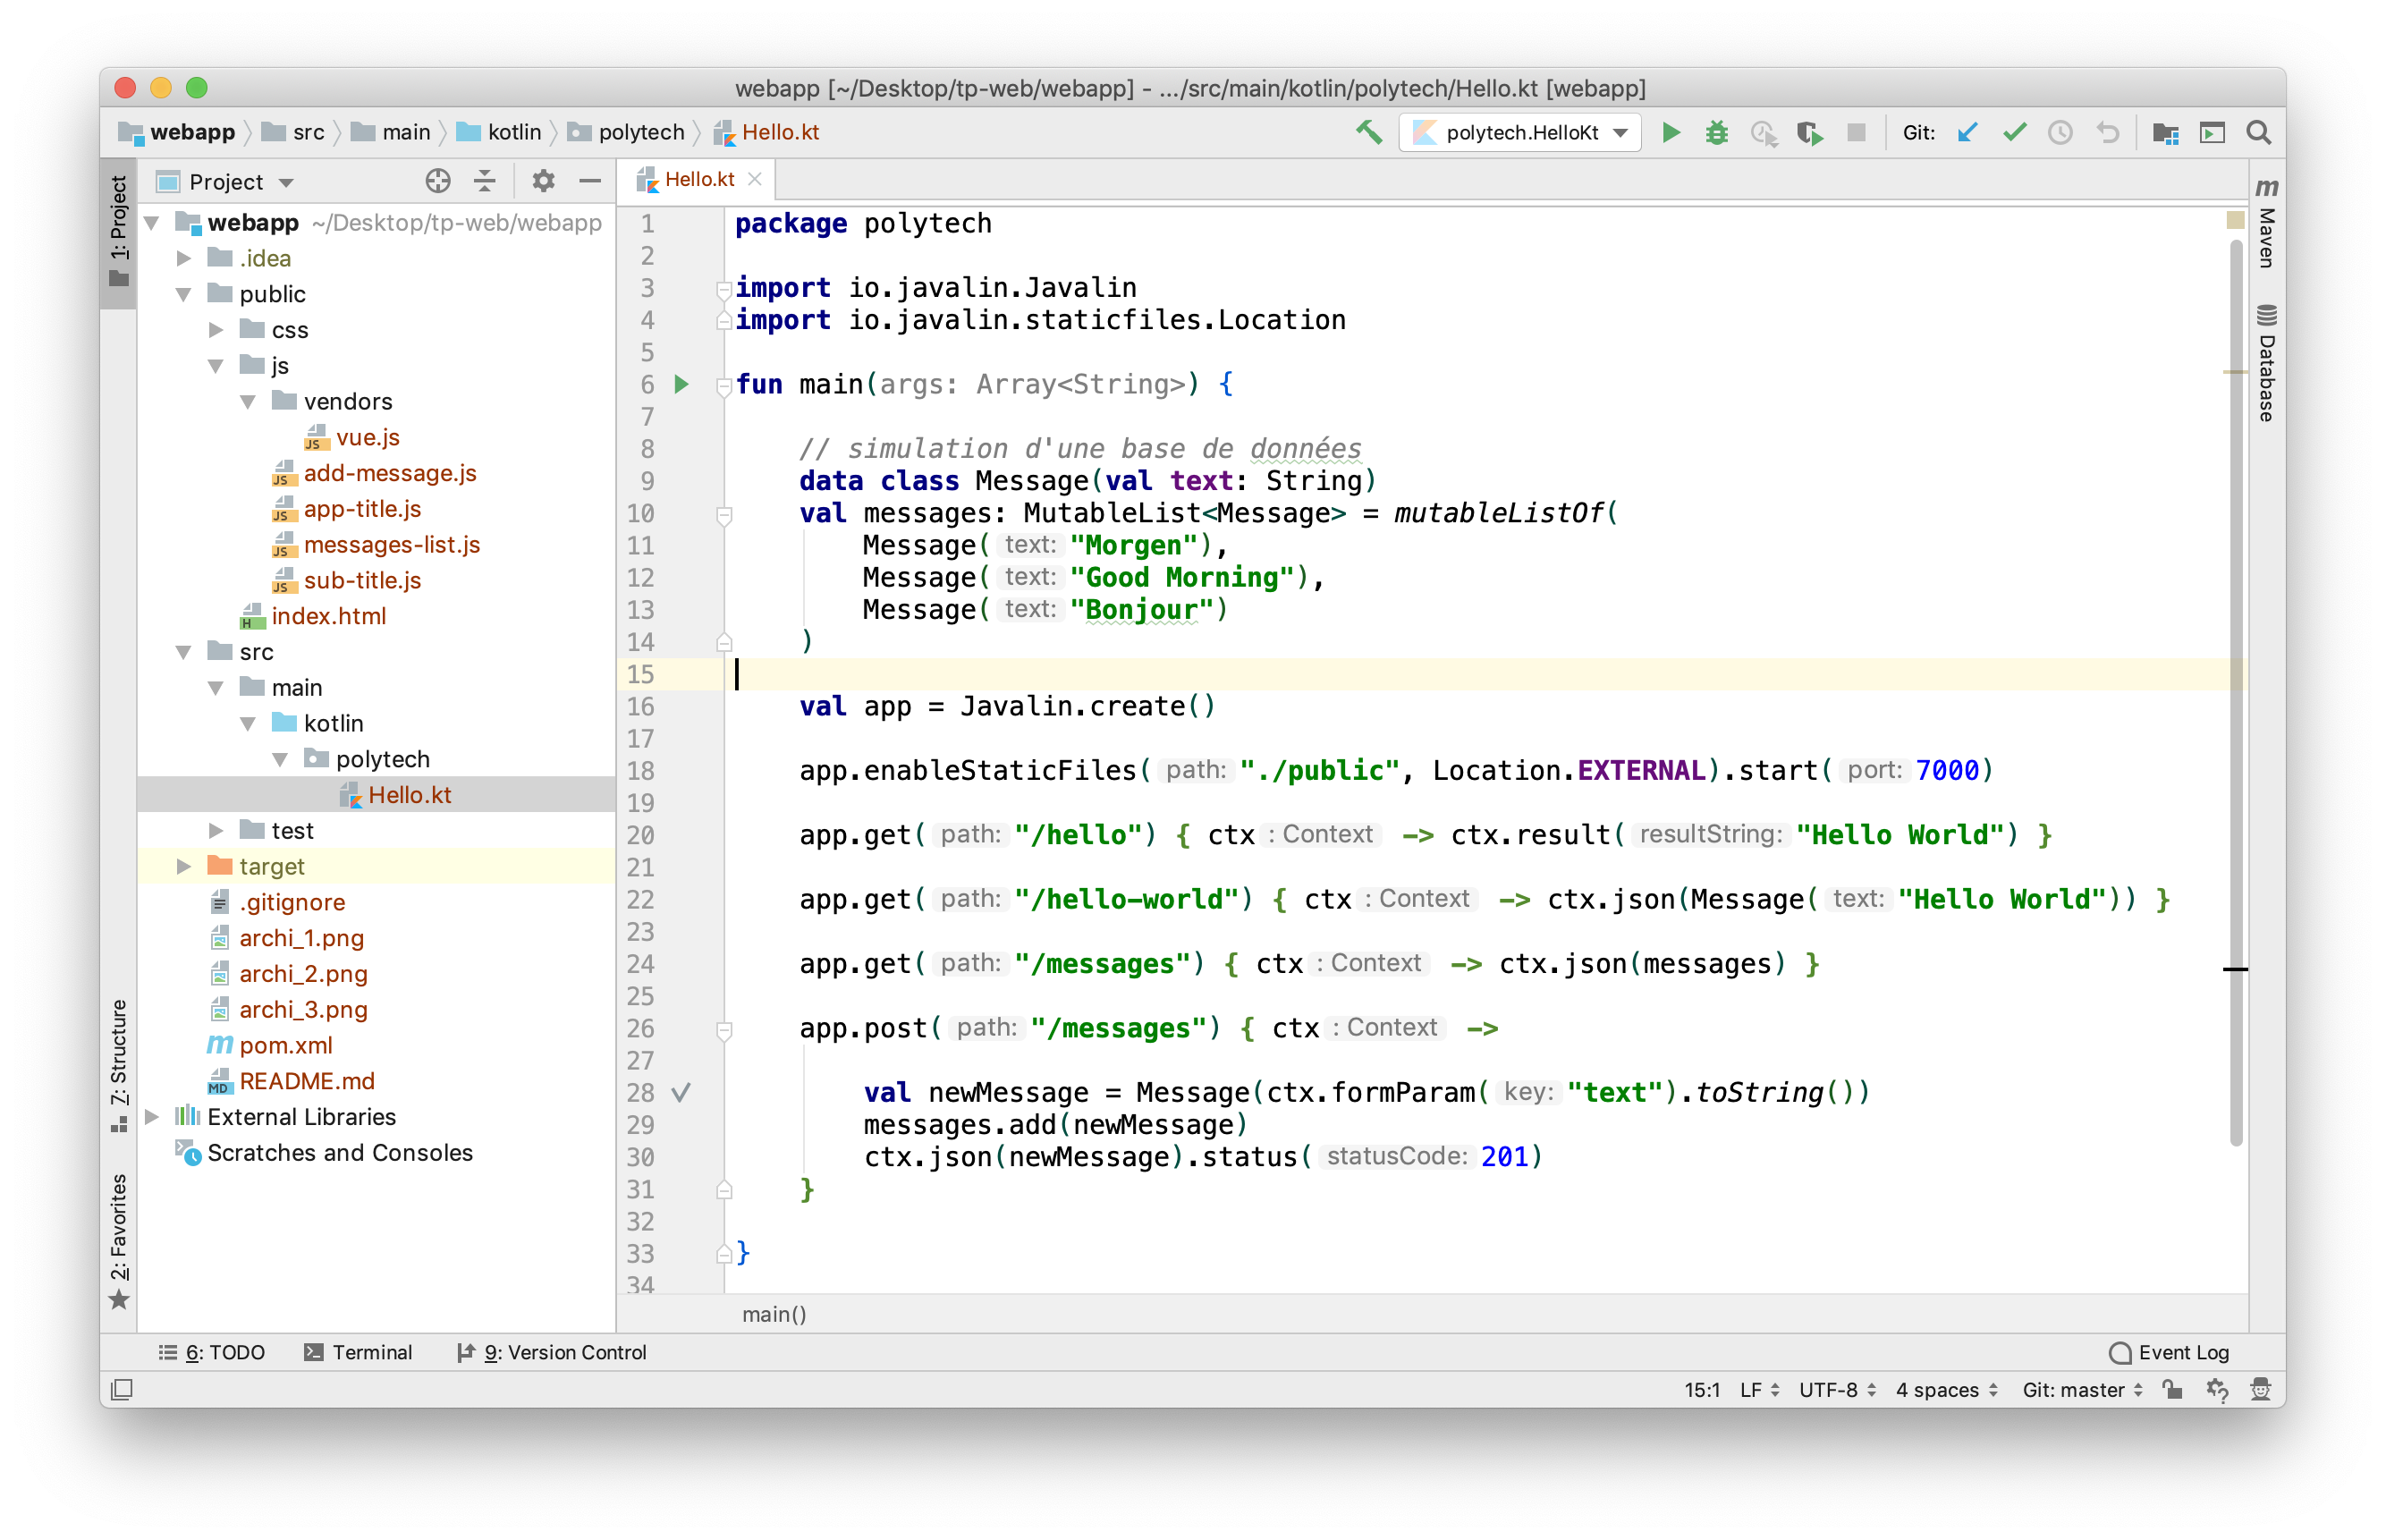 webapp [~/Desktop/tp-web/webapp] - .../src/main/kotlin/polytech/Hello.kt [webapp]
webapp src main kotlin polytech Hello.kt polytech.HelloKt Git:
1: Project
7: Structure
2: Favorites
Project
webapp ~/Desktop/tp-web/webapp
.idea
public
css
js
vendors
JS vue.js
JS add-message.js
JS app-title.js
JS messages-list.js
JS sub-title.js
H index.html
src
main
kotlin
polytech
Hello.kt
test
target
.gitignore
archi_1.png
archi_2.png
archi_3.png
m pom.xml
MD README.md
External Libraries
Scratches and Consoles
Hello.kt
1 package polytech
2
3 import io.javalin.Javalin
4 import io.javalin.staticfiles.Location
5
6 fun main(args: Array<String>) {
7
8 // simulation d'une base de données
9 data class Message(val text: String)
10 val messages: MutableList<Message> = mutableListOf(
11 Message( text: "Morgen"),
12 Message( text: "Good Morning"),
13 Message( text: "Bonjour")
14 )
15
16 val app = Javalin.create()
17
18 app.enableStaticFiles( path: "./public", Location.EXTERNAL).start( port: 7000)
19
20 app.get( path: "/hello") { ctx : Context -> ctx.result( resultString: "Hello World") }
21
22 app.get( path: "/hello-world") { ctx : Context -> ctx.json(Message( text: "Hello World")) }
23
24 app.get( path: "/messages") { ctx : Context -> ctx.json(messages) }
25
26 app.post( path: "/messages") { ctx : Context ->
27
28 val newMessage = Message(ctx.formParam( key: "text").toString())
29 messages.add(newMessage)
30 ctx.json(newMessage).status( statusCode: 201)
31 }
32
33 }
34
main()
m Maven
Database
6: TODO Terminal 9: Version Control Event Log
15:1 LF UTF-8 4 spaces Git: master